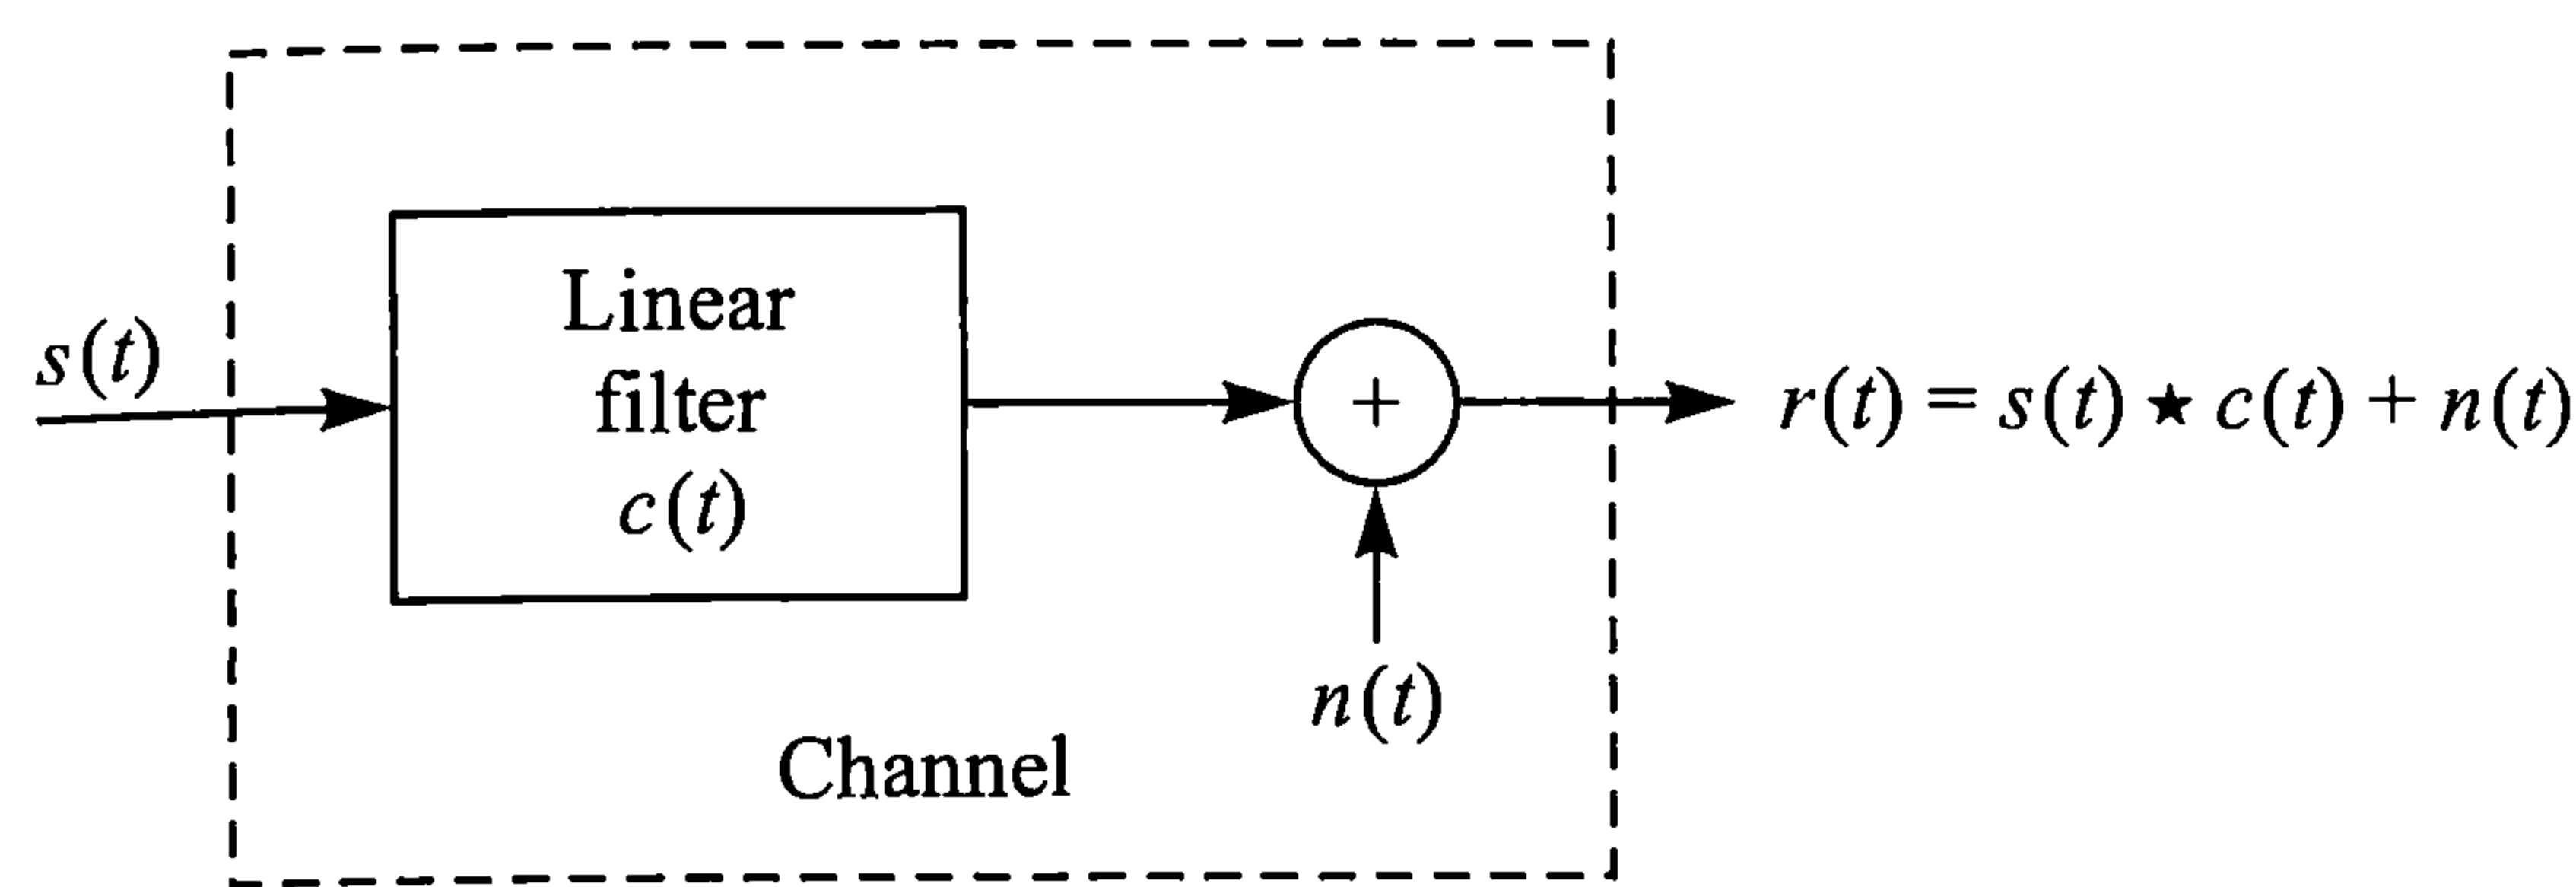 s(t)
Linear
filter
c(t)
+
r(t) = s(t) ★ c(t) + n(t)
n(t)
Channel